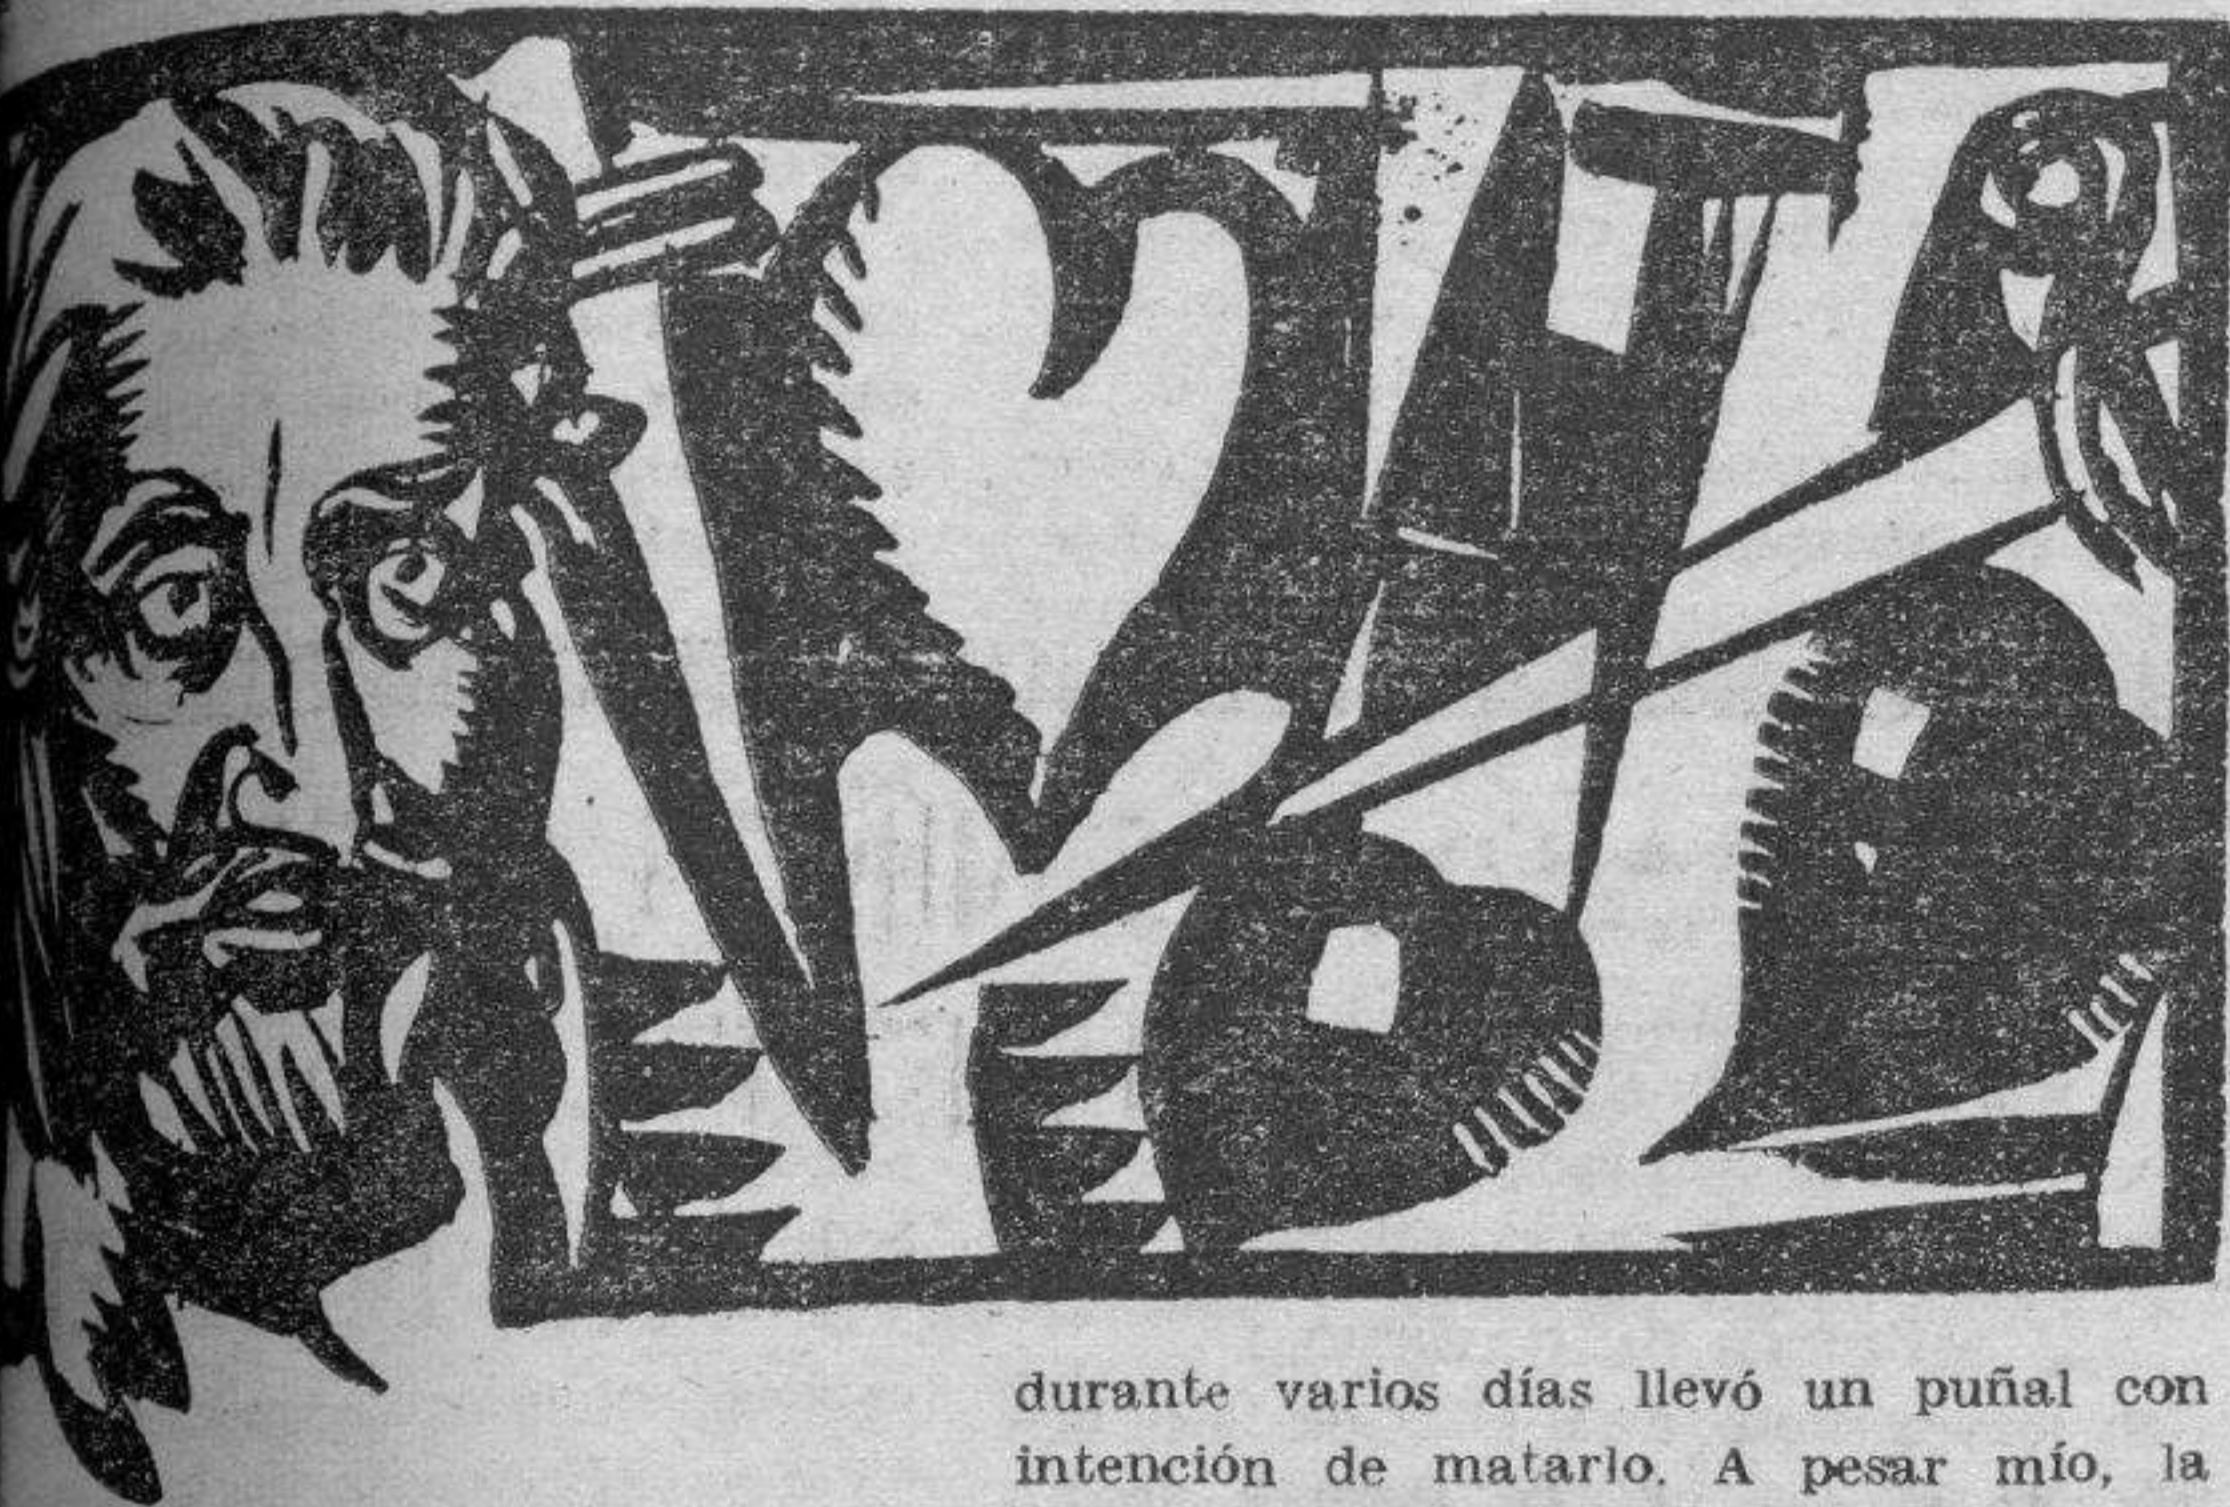 durante varios días llevó un puñal con
intención de matarlo. A pesar mío, la